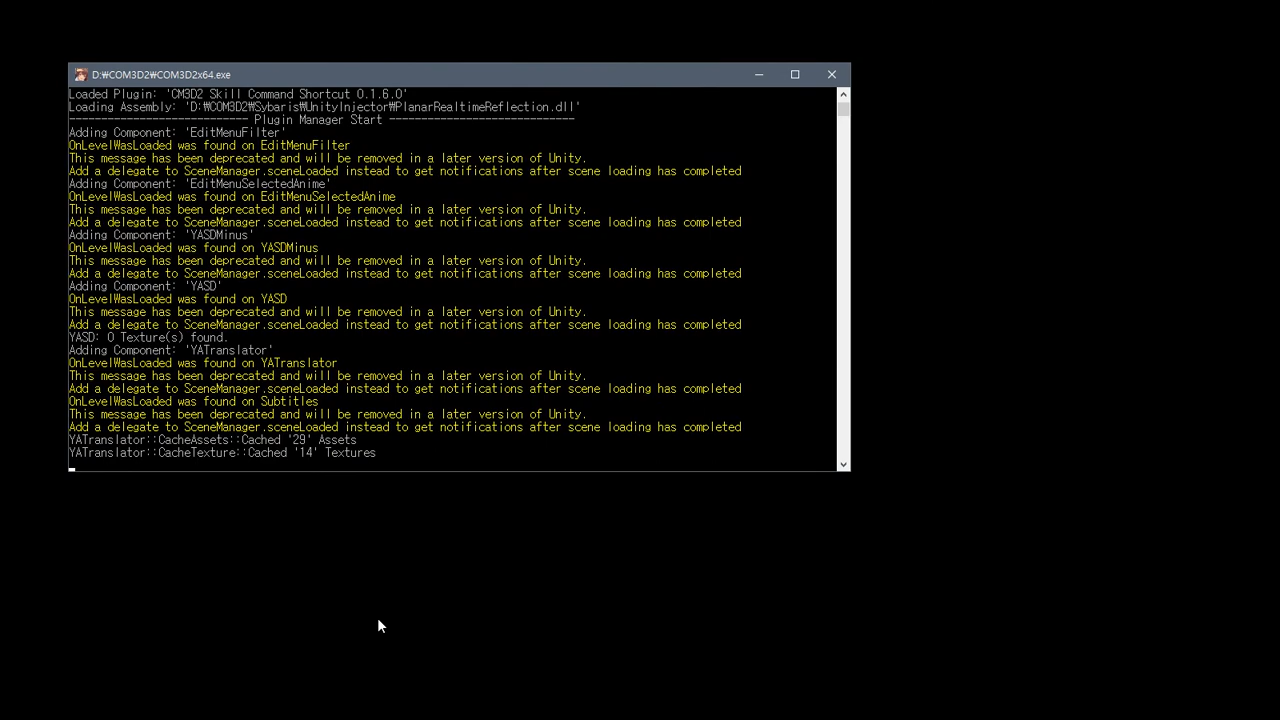 D:₩COM3D2₩COM3D2x64.exe
Loaded Plugin: 'CM3D2 Skill Command Shortcut 0.1.6.0'
Loading Assembly: 'D:₩COM3D2₩Sybaris₩UnityInjector₩PlanarRealtimeReflection.dll'
---------------------------- Plugin Manager Start -----------------------------
Adding Component: 'EditMenuFilter'
OnLevelWasLoaded was found on EditMenuFilter
This message has been deprecated and will be removed in a later version of Unity.
Add a delegate to SceneManager.sceneLoaded instead to get notifications after scene loading has completed
Adding Component: 'EditMenuSelectedAnime'
OnLevelWasLoaded was found on EditMenuSelectedAnime
This message has been deprecated and will be removed in a later version of Unity.
Add a delegate to SceneManager.sceneLoaded instead to get notifications after scene loading has completed
Adding Component: 'YASDMinus'
OnLevelWasLoaded was found on YASDMinus
This message has been deprecated and will be removed in a later version of Unity.
Add a delegate to SceneManager.sceneLoaded instead to get notifications after scene loading has completed
Adding Component: 'YASD'
OnLevelWasLoaded was found on YASD
This message has been deprecated and will be removed in a later version of Unity.
Add a delegate to SceneManager.sceneLoaded instead to get notifications after scene loading has completed
YASD: 0 Texture(s) found.
Adding Component: 'YATranslator'
OnLevelWasLoaded was found on YATranslator
This message has been deprecated and will be removed in a later version of Unity.
Add a delegate to SceneManager.sceneLoaded instead to get notifications after scene loading has completed
OnLevelWasLoaded was found on Subtitles
This message has been deprecated and will be removed in a later version of Unity.
Add a delegate to SceneManager.sceneLoaded instead to get notifications after scene loading has completed
YATranslator::CacheAssets::Cached '29' Assets
YATranslator::CacheTexture::Cached '14' Textures